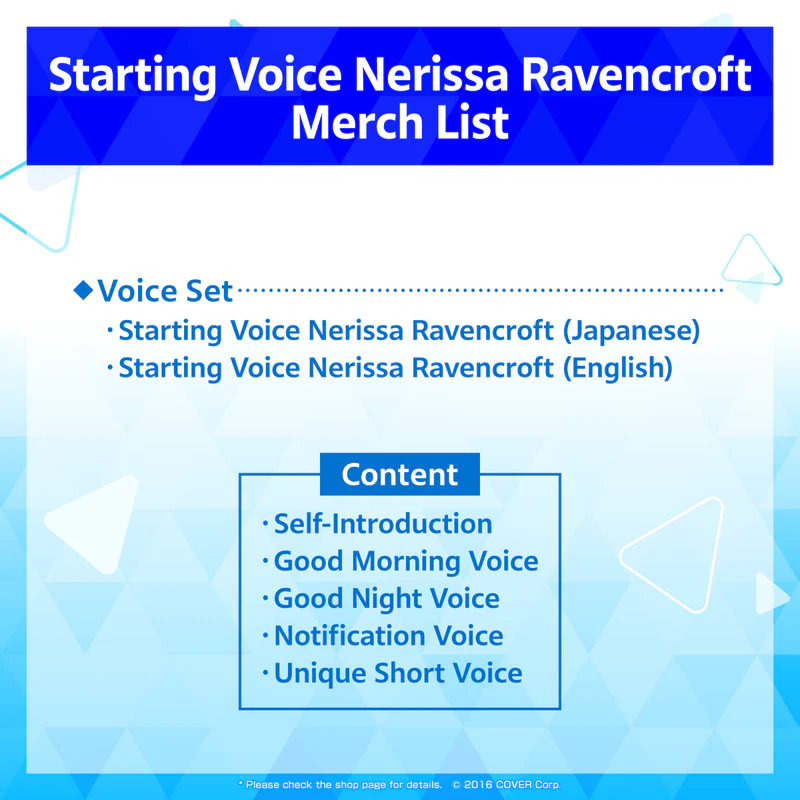 Starting Voice Nerissa Ravencroft
Merch List
◆Voice Set
・Starting Voice Nerissa Ravencroft (Japanese)
・Starting Voice Nerissa Ravencroft (English)
Content
・Self-Introduction
・Good Morning Voice
・Good Night Voice
・Notification Voice
・Unique Short Voice
* Please check the shop page for details. © 2016 COVER Corp.